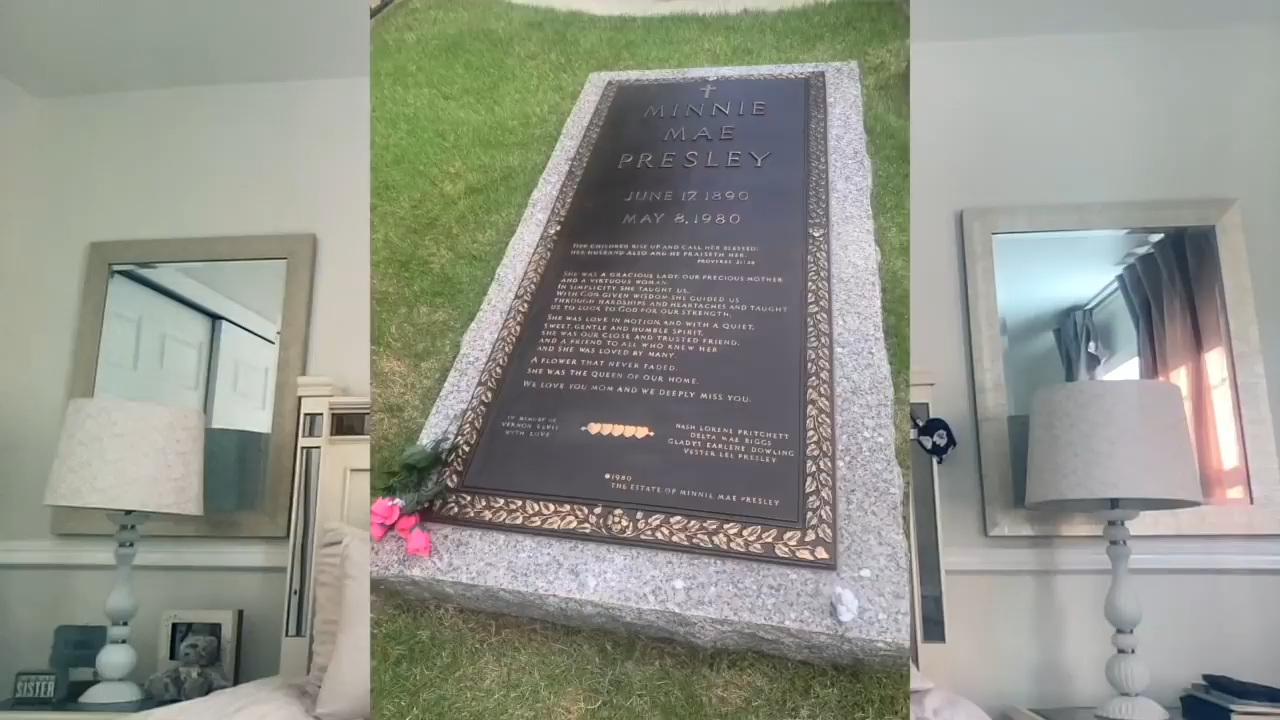 MINNIE
MAE
PRESLEY
JUNE 17, 1890
MAY 8, 1980
HER CHILDREN RISE UP AND CALL HER BLESSED;
HER HUSBAND ALSO, AND HE PRAISETH HER.
PROVERBS 31:28
SHE WAS A GRACIOUS LADY, OUR PRECIOUS MOTHER
AND A VIRTUOUS WOMAN.
IN SIMPLICITY SHE TAUGHT US.
WITH GOD GIVEN WISDOM SHE GUIDED US
THROUGH HARDSHIPS AND HEARTACHES AND TAUGHT
US TO LOOK TO GOD FOR OUR STRENGTH.
SHE WAS LOVE IN MOTION AND WITH A QUIET,
SWEET, GENTLE AND HUMBLE SPIRIT,
SHE WAS OUR CLOSE AND TRUSTED FRIEND,
AND A FRIEND TO ALL WHO KNEW HER
AND SHE WAS LOVED BY MANY.
A FLOWER THAT NEVER FADED.
SHE WAS THE QUEEN OF OUR HOME.
WE LOVE YOU MOM AND WE DEEPLY MISS YOU.
IN MEMORY OF
VERNON ELVIS
WITH LOVE
NASH LORENE PRITCHETT
DELTA MAE BIGGS
GLADYS EARLENE DOWLING
VESTER LEE PRESLEY
©1980
THE ESTATE OF MINNIE MAE PRESLEY
SISTER